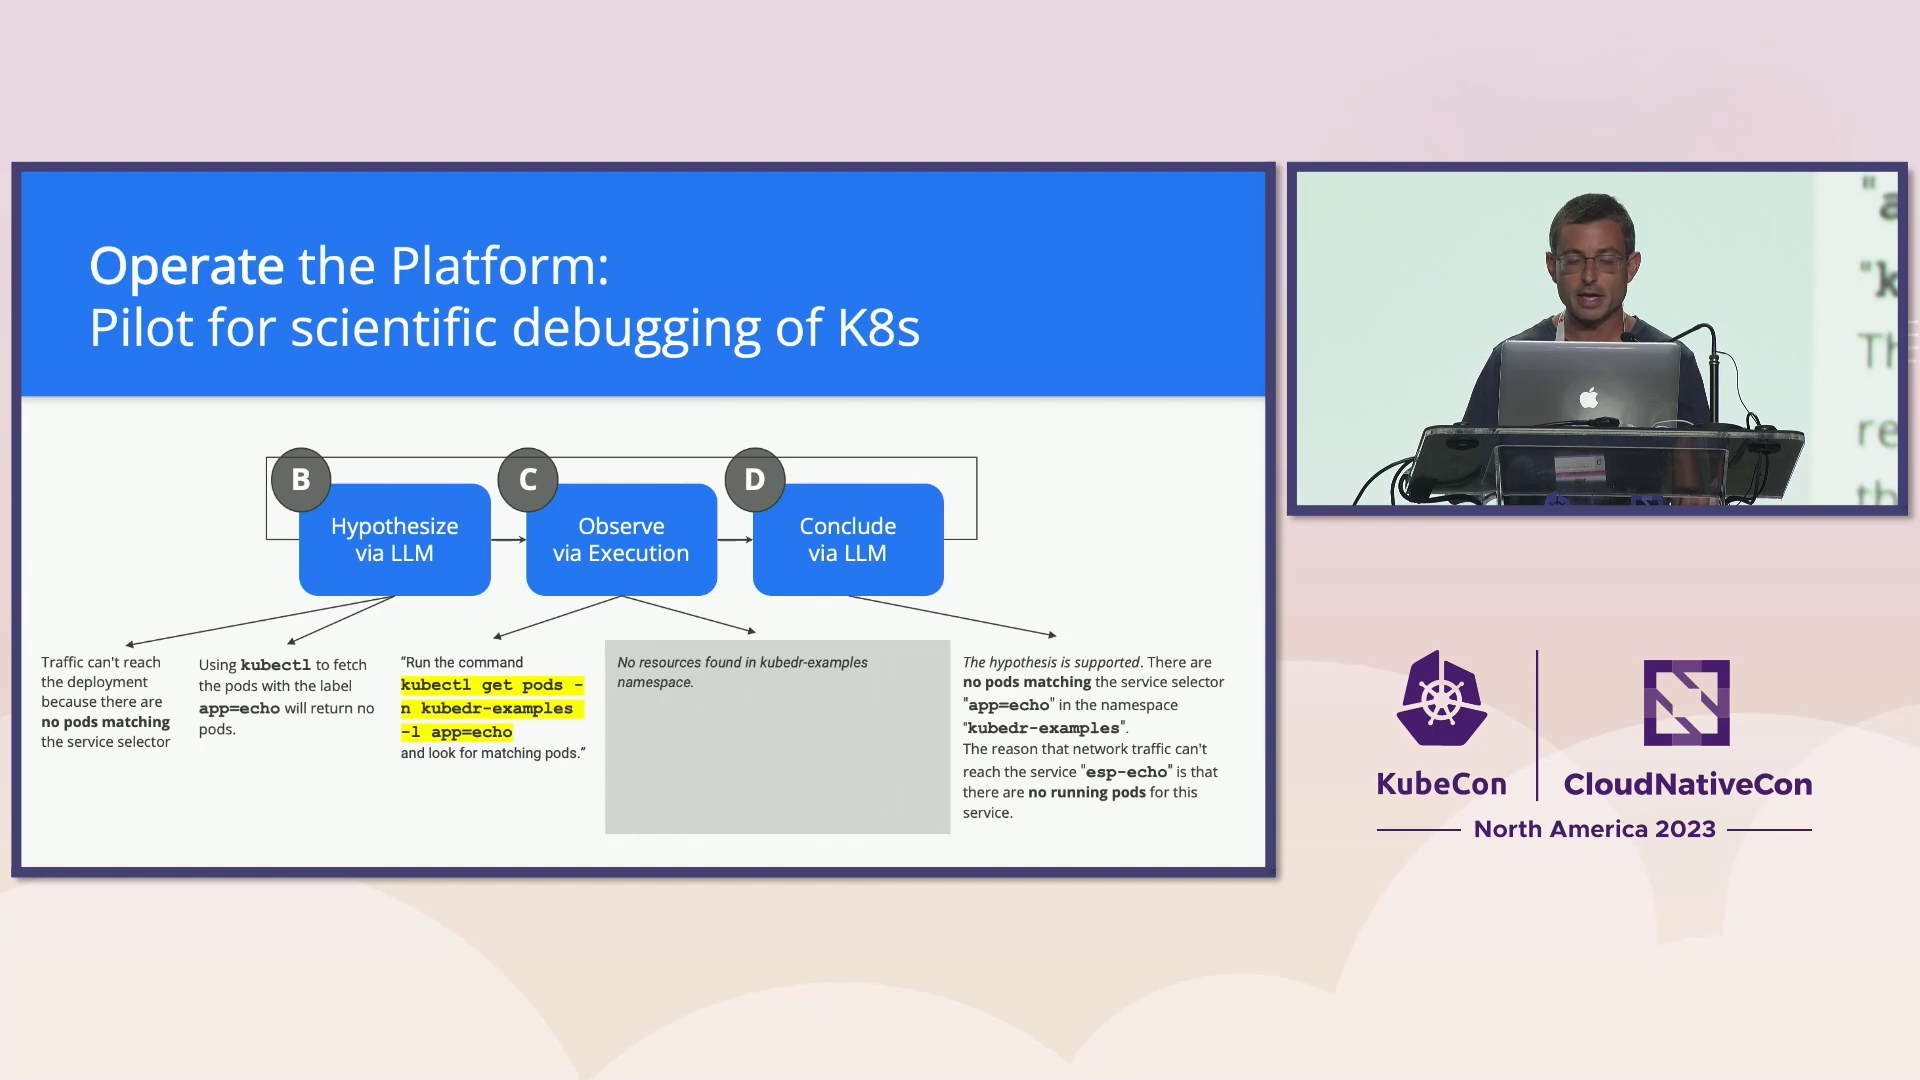 Operate the Platform:
Pilot for scientific debugging of K8s
B
C
D
Hypothesize
via LLM
Observe
via Execution
Conclude
via LLM
Traffic can't reach
the deployment
because there are
no pods matching
the service selector
Using kubectl to fetch
the pods with the label
app=echo will return no
pods.
“Run the command
kubectl get pods -
n kubedr-examples
-l app=echo
and look for matching pods.”
No resources found in kubedr-examples
namespace.
The hypothesis is supported. There are
no pods matching the service selector
"app=echo" in the namespace
"kubedr-examples".
The reason that network traffic can't
reach the service "esp-echo" is that
there are no running pods for this
service.
"a
"k
Th
re
th
KubeCon
CloudNativeCon
North America 2023